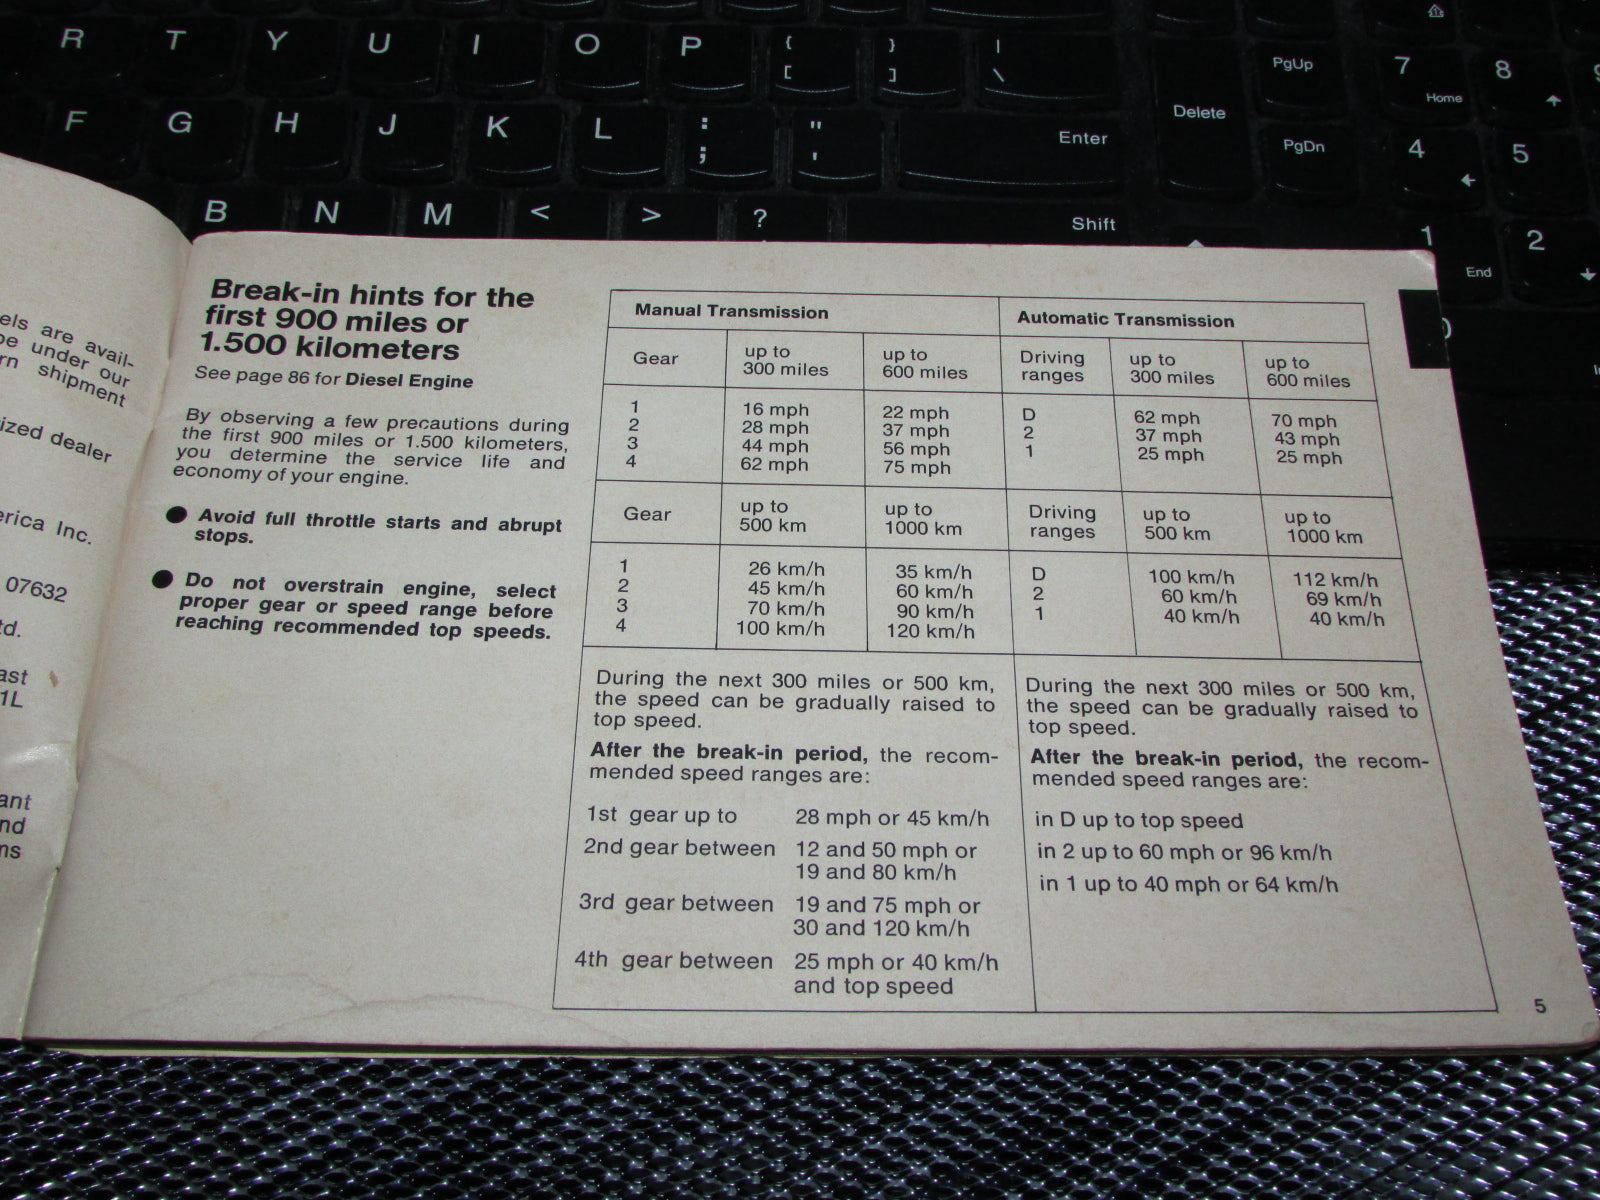 R T Y U I O P { }  |
[ ] \
PgUp 7 8
Home
Delete
F G H J K L : "
; '
Enter PgDn 4 5
B N M < > ? Shift 1 2
End
els are avail-
be under our
rn shipment
ized dealer
erica Inc.
07632
td.
ast
1L
ant
nd
ns
Break-in hints for the
first 900 miles or
1.500 kilometers
See page 86 for Diesel Engine
By observing a few precautions during
the first 900 miles or 1.500 kilometers,
you determine the service life and
economy of your engine.
● Avoid full throttle starts and abrupt
stops.
● Do not overstrain engine, select
proper gear or speed range before
reaching recommended top speeds.
Manual Transmission Automatic Transmission
Gear up to 300 miles up to 600 miles Driving ranges up to 300 miles up to 600 miles
1 16 mph 22 mph D 62 mph 70 mph
2 28 mph 37 mph 2 37 mph 43 mph
3 44 mph 56 mph 1 25 mph 25 mph
4 62 mph 75 mph
Gear up to 500 km up to 1000 km Driving ranges up to 500 km up to 1000 km
1 26 km/h 35 km/h D 100 km/h 112 km/h
2 45 km/h 60 km/h 2 60 km/h 69 km/h
3 70 km/h 90 km/h 1 40 km/h 40 km/h
4 100 km/h 120 km/h
During the next 300 miles or 500 km,
the speed can be gradually raised to
top speed.
After the break-in period, the recom-
mended speed ranges are:
1st gear up to 28 mph or 45 km/h
2nd gear between 12 and 50 mph or
19 and 80 km/h
3rd gear between 19 and 75 mph or
30 and 120 km/h
4th gear between 25 mph or 40 km/h
and top speed
During the next 300 miles or 500 km,
the speed can be gradually raised to
top speed.
After the break-in period, the recom-
mended speed ranges are:
in D up to top speed
in 2 up to 60 mph or 96 km/h
in 1 up to 40 mph or 64 km/h
5